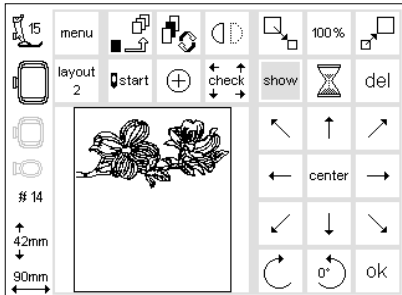 15
menu
100%
layout
2
start
check
show
del
center
# 14
42mm
90mm
0°
ok